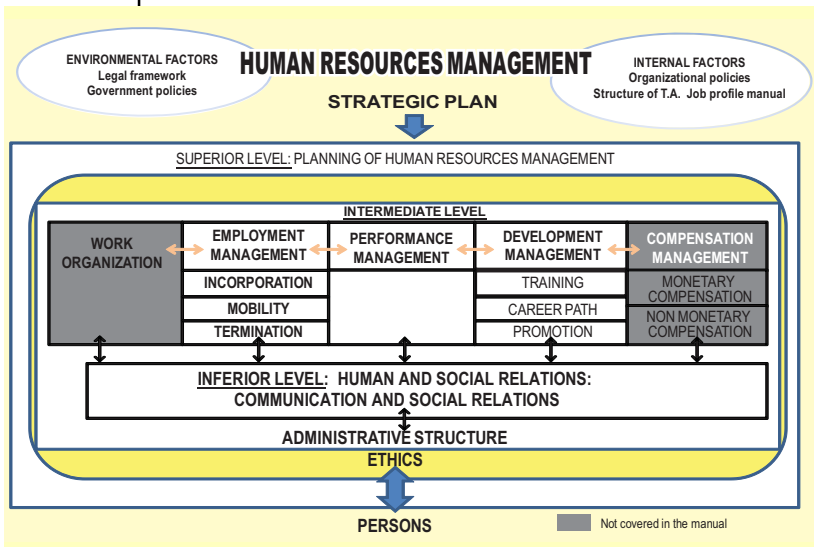 HUMAN RESOURCES MANAGEMENT
ENVIRONMENTAL FACTORS
Legal framework
Government policies
INTERNAL FACTORS
Organizational policies
Structure of T.A. Job profile manual
STRATEGIC PLAN
SUPERIOR LEVEL: PLANNING OF HUMAN RESOURCES MANAGEMENT
INTERMEDIATE LEVEL
WORK
ORGANIZATION
EMPLOYMENT
MANAGEMENT
INCORPORATION
MOBILITY
TERMINATION
PERFORMANCE
MANAGEMENT
DEVELOPMENT
MANAGEMENT
TRAINING
CAREER PATH
PROMOTION
COMPENSATION
MANAGEMENT
MONETARY
COMPENSATION
NON MONETARY
COMPENSATION
INFERIOR LEVEL: HUMAN AND SOCIAL RELATIONS:
COMMUNICATION AND SOCIAL RELATIONS
ADMINISTRATIVE STRUCTURE
ETHICS
PERSONS
Not covered in the manual